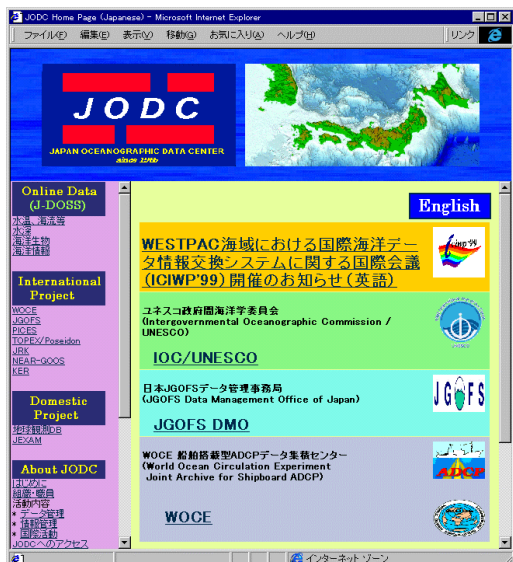 JODC Home Page (Japanese) - Microsoft Internet Explorer
ファイル(F) 編集(E) 表示(V) 移動(G) お気に入り(A) ヘルプ(H) リンク
JODC
JAPAN OCEANOGRAPHIC DATA CENTER
since 1965
Online Data
(J-DOSS)
水温、海流等
水深
海洋生物
海洋情報
International
Project
WOCE
JGOFS
PICES
TOPEX/Poseidon
JRK
NEAR-GOOS
KER
Domestic
Project
地球観測DB
JEXAM
About JODC
はじめに
組織・職員
活動内容
* データ管理
* 情報管理
* 国際活動
JODCへのアクセス
English
WESTPAC海域における国際海洋デー
タ情報交換システムに関する国際会議
(ICIWP'99)開催のお知らせ(英語)
ユネスコ政府間海洋学委員会
(Intergovernmental Oceanographic Commission /
UNESCO)
IOC/UNESCO
日本JGOFSデータ管理事務局
(JGOFS Data Management Office of Japan)
JGOFS
JGOFS DMO
WOCE 船舶搭載型ADCPデータ集積センター
(World Ocean Circulation Experiment
Joint Archive for Shipboard ADCP)
ADCP
WOCE
インターネット ゾーン